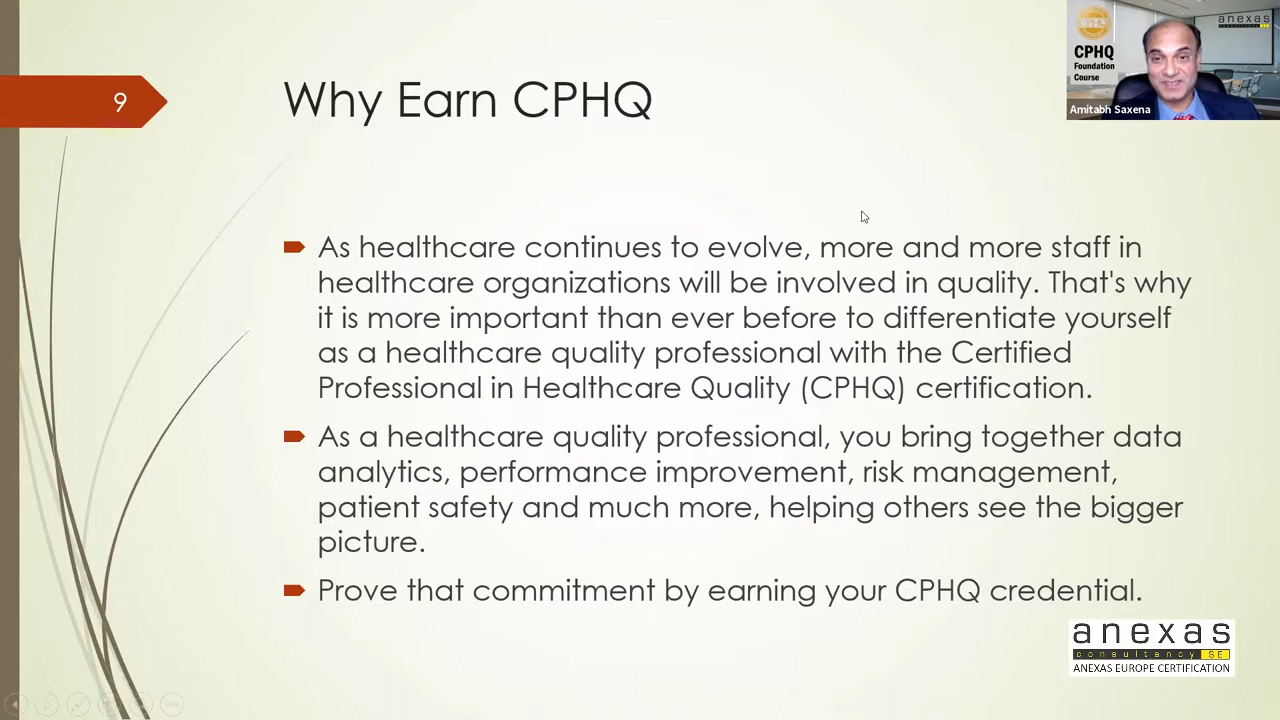 9
Why Earn CPHQ
As healthcare continues to evolve, more and more staff in
healthcare organizations will be involved in quality. That's why
it is more important than ever before to differentiate yourself
as a healthcare quality professional with the Certified
Professional in Healthcare Quality (CPHQ) certification.
As a healthcare quality professional, you bring together data
analytics, performance improvement, risk management,
patient safety and much more, helping others see the bigger
picture.
Prove that commitment by earning your CPHQ credential.
CPHQ
Foundation
Course
anexas
Amitabh Saxena
anexas
consultancy SE
ANEXAS EUROPE CERTIFICATION